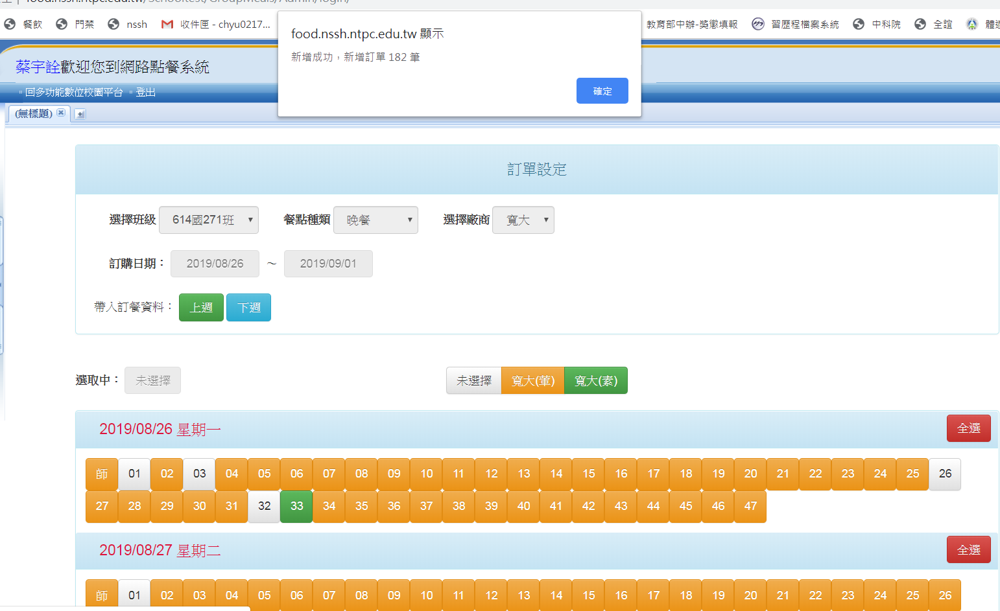 food.nssh.ntpc.edu.tw/Schooltest/GroupMeals/Admin/login/
餐飲 門禁 nssh 收件匣 - chyu0217... 教育部中辦-獎懲填報 習歷程檔案系統 中科院 全誼
food.nssh.ntpc.edu.tw 顯示
新增成功，新增訂單 182 筆
確定
蔡宇詮歡迎您到網路點餐系統
回多功能數位校園平台 登出
(無標題)
訂單設定
選擇班級 614國271班 餐點種類 晚餐 選擇廠商 寬大
訂購日期： 2019/08/26 ～ 2019/09/01
帶入訂餐資料： 上週 下週
選取中： 未選擇 未選擇 寬大(葷) 寬大(素)
2019/08/26 星期一 全選
師 01 02 03 04 05 06 07 08 09 10 11 12 13 14 15 16 17 18 19 20 21 22 23 24 25 26
27 28 29 30 31 32 33 34 35 36 37 38 39 40 41 42 43 44 45 46 47
2019/08/27 星期二 全選
師 01 02 03 04 05 06 07 08 09 10 11 12 13 14 15 16 17 18 19 20 21 22 23 24 25 26